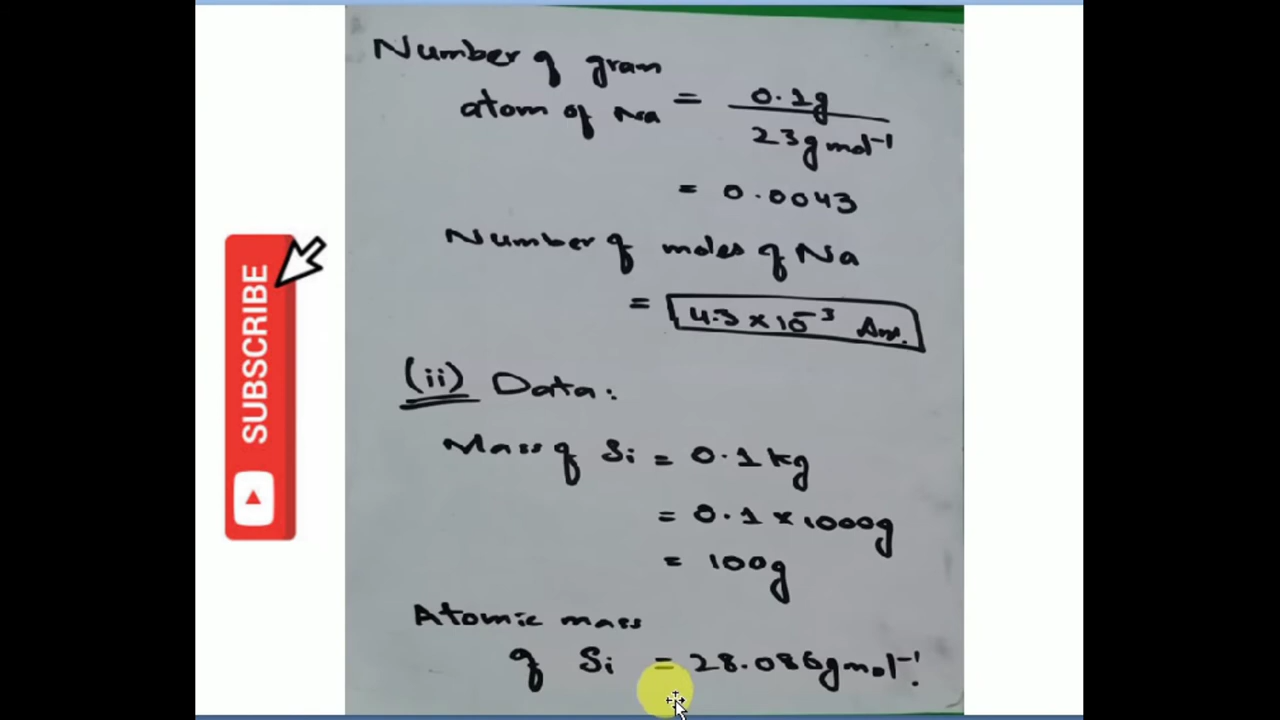 Number of gram
atom of Na = 0.1g
23 g mol⁻¹
= 0.0043
Number of moles of Na
= 4.3 × 10⁻³ Ans.
(ii) Data:
Mass of Si = 0.1 kg
= 0.1 × 1000g
= 100g
Atomic mass
of Si = 28.086 g mol⁻¹
SUBSCRIBE